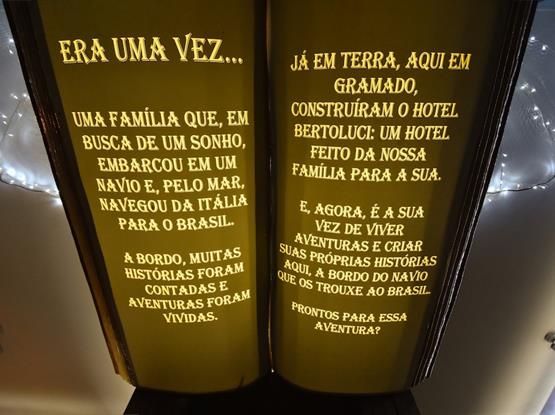 ERA UMA VEZ...
UMA FAMÍLIA QUE, EM
BUSCA DE UM SONHO,
EMBARCOU EM UM
NAVIO E, PELO MAR,
NAVEGOU DA ITÁLIA
PARA O BRASIL.
A BORDO, MUITAS
HISTÓRIAS FORAM
CONTADAS E
AVENTURAS FORAM
VIVIDAS.
JÁ EM TERRA, AQUI EM
GRAMADO,
CONSTRUÍRAM O HOTEL
BERTOLUCI: UM HOTEL
FEITO DA NOSSA
FAMÍLIA PARA A SUA.
E, AGORA, É A SUA
VEZ DE VIVER
AVENTURAS E CRIAR
SUAS PRÓPRIAS HISTÓRIAS
AQUI, A BORDO DO NAVIO
QUE OS TROUXE AO BRASIL.
PRONTOS PARA ESSA
AVENTURA?